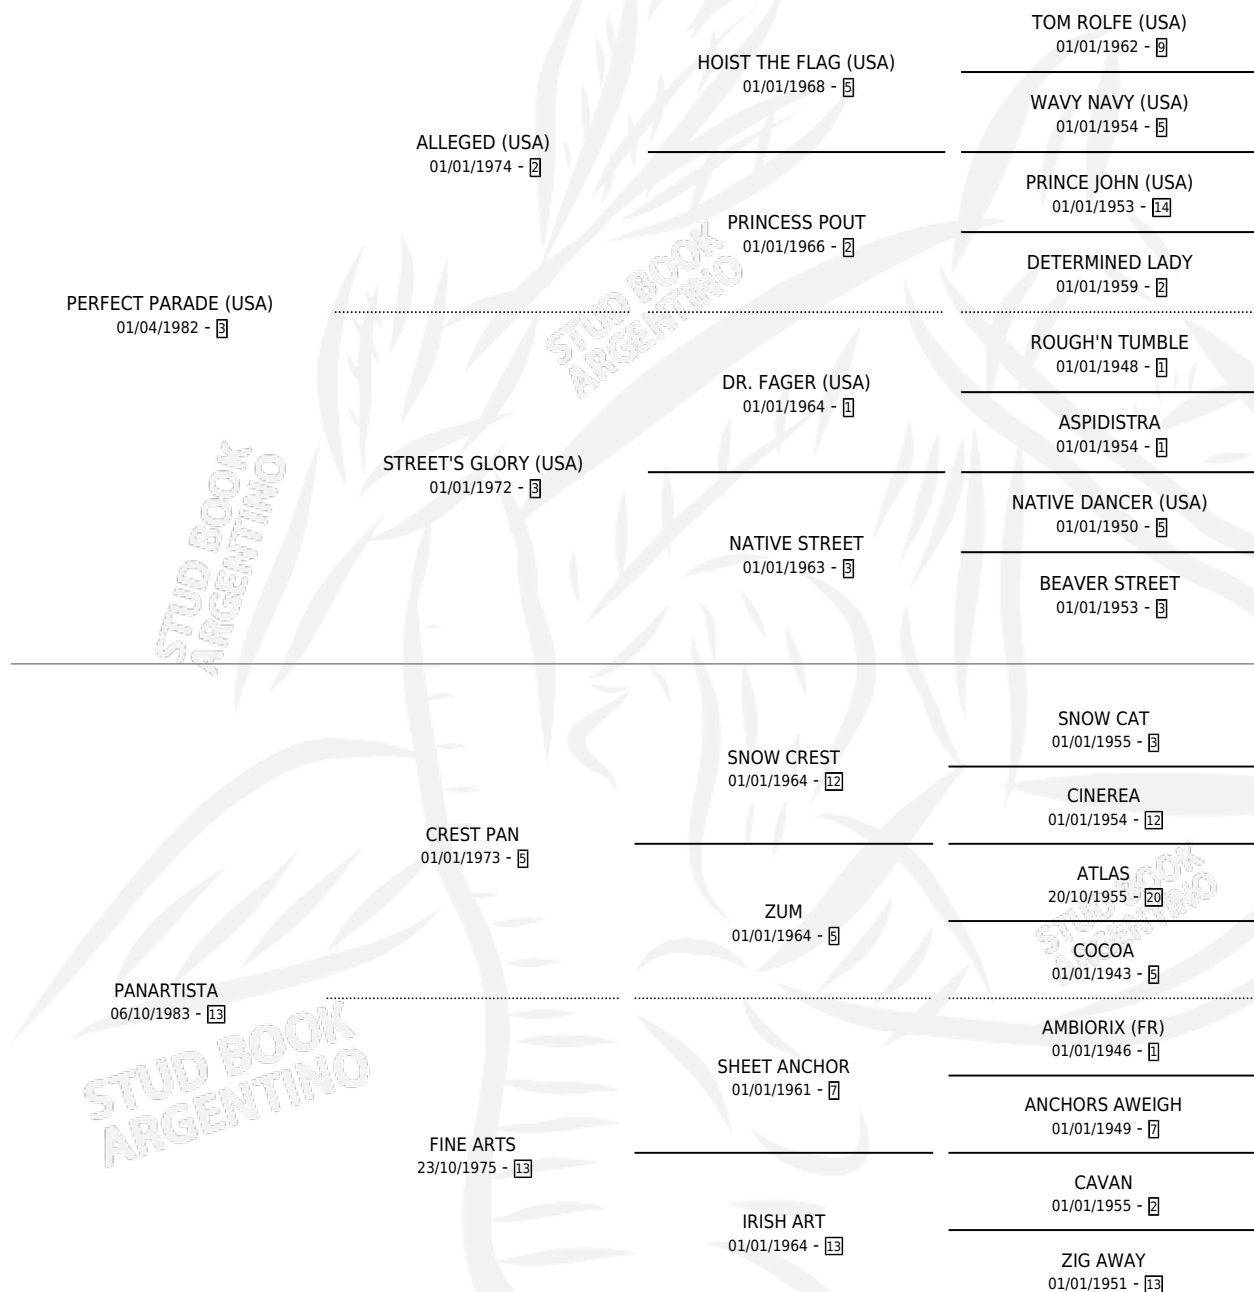 TOM ROLFE (USA)
01/01/1962 - 9
HOIST THE FLAG (USA)
01/01/1968 - 5
WAVY NAVY (USA)
01/01/1954 - 5
ALLEGED (USA)
01/01/1974 - 2
PRINCE JOHN (USA)
01/01/1953 - 14
PRINCESS POUT
01/01/1966 - 2
DETERMINED LADY
01/01/1959 - 2
PERFECT PARADE (USA)
01/04/1982 - 3
ROUGH'N TUMBLE
01/01/1948 - 1
DR. FAGER (USA)
01/01/1964 - 1
ASPIDISTRA
01/01/1954 - 1
STREET'S GLORY (USA)
01/01/1972 - 3
NATIVE DANCER (USA)
01/01/1950 - 5
NATIVE STREET
01/01/1963 - 3
BEAVER STREET
01/01/1953 - 3
SNOW CAT
01/01/1955 - 3
SNOW CREST
01/01/1964 - 12
CINEREA
01/01/1954 - 12
CREST PAN
01/01/1973 - 5
ATLAS
20/10/1955 - 20
ZUM
01/01/1964 - 5
COCOA
01/01/1943 - 5
PANARTISTA
06/10/1983 - 13
AMBIORIX (FR)
01/01/1946 - 1
SHEET ANCHOR
01/01/1961 - 7
ANCHORS AWEIGH
01/01/1949 - 7
FINE ARTS
23/10/1975 - 13
CAVAN
01/01/1955 - 2
IRISH ART
01/01/1964 - 13
ZIG AWAY
01/01/1951 - 13
STUD BOOK
ARGENTINO
STUD BOOK
ARGENTINO
STUD BOOK
ARGENTINO
STUD BOOK
ARGENTINO